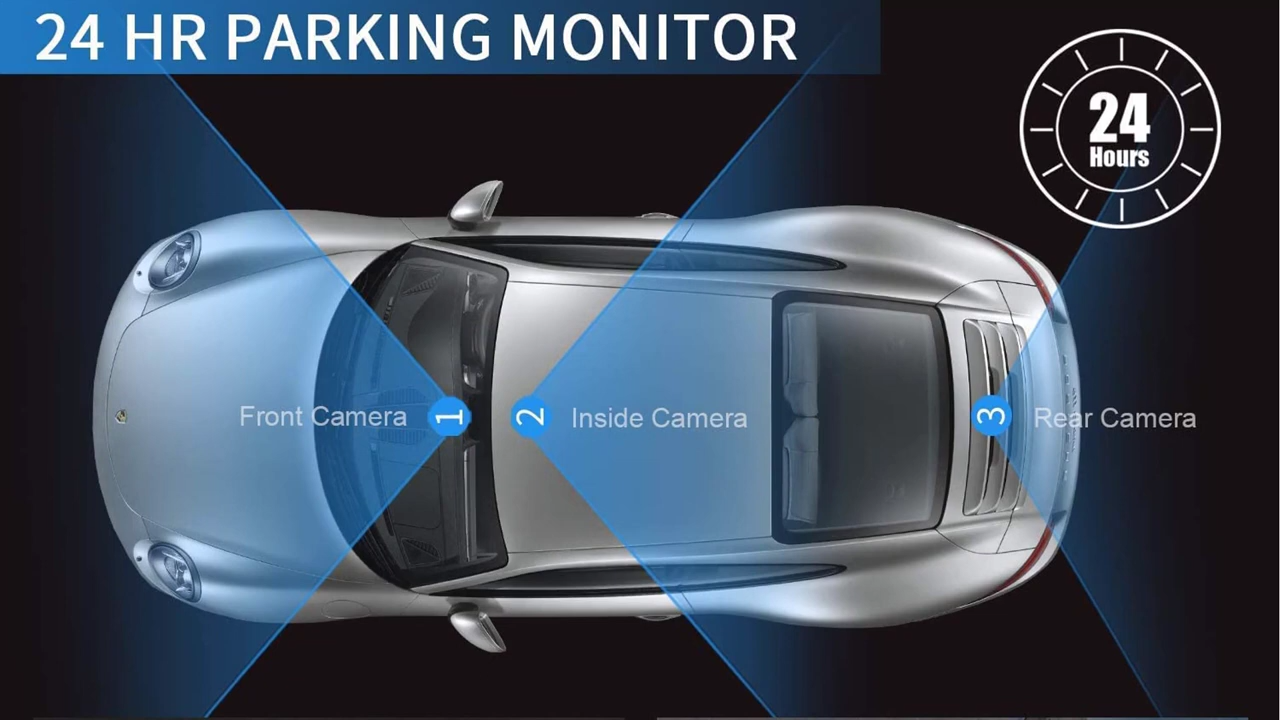 24 HR PARKING MONITOR
24
Hours
Front Camera
1
2
Inside Camera
3
Rear Camera